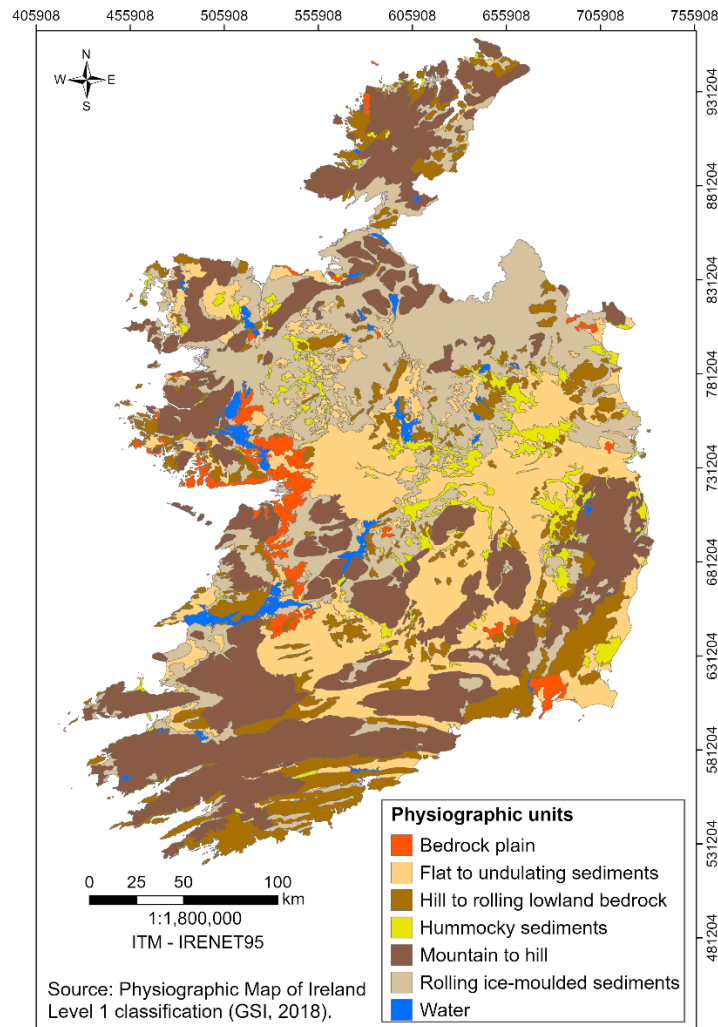 405908 455908 505908 555908 605908 655908 705908 755908
N
W E
S
931204
881204
831204
781204
731204
681204
631204
581204
531204
481204
Physiographic units
Bedrock plain
Flat to undulating sediments
Hill to rolling lowland bedrock
Hummocky sediments
Mountain to hill
Rolling ice-moulded sediments
Water
0 25 50 100
km
1:1,800,000
ITM - IRENET95
Source: Physiographic Map of Ireland
Level 1 classification (GSI, 2018).